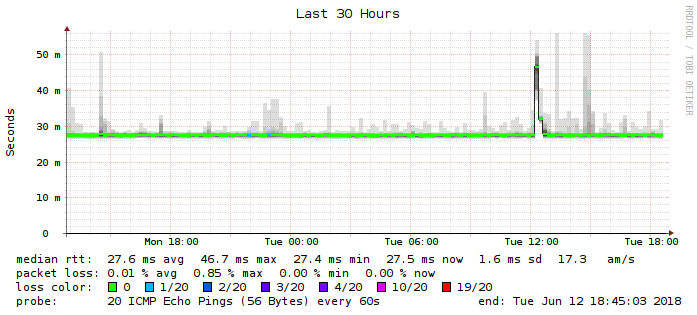 Last 30 Hours
RRDTOOL / TOBI OETIKER
Seconds
50 m
40 m
30 m
20 m
10 m
0
Mon 18:00 Tue 00:00 Tue 06:00 Tue 12:00 Tue 18:00
median rtt: 27.6 ms avg 46.7 ms max 27.4 ms min 27.5 ms now 1.6 ms sd 17.3 am/s
packet loss: 0.01 % avg 0.85 % max 0.00 % min 0.00 % now
loss color: 0 1/20 2/20 3/20 4/20 10/20 19/20
probe: 20 ICMP Echo Pings (56 Bytes) every 60s end: Tue Jun 12 18:45:03 2018